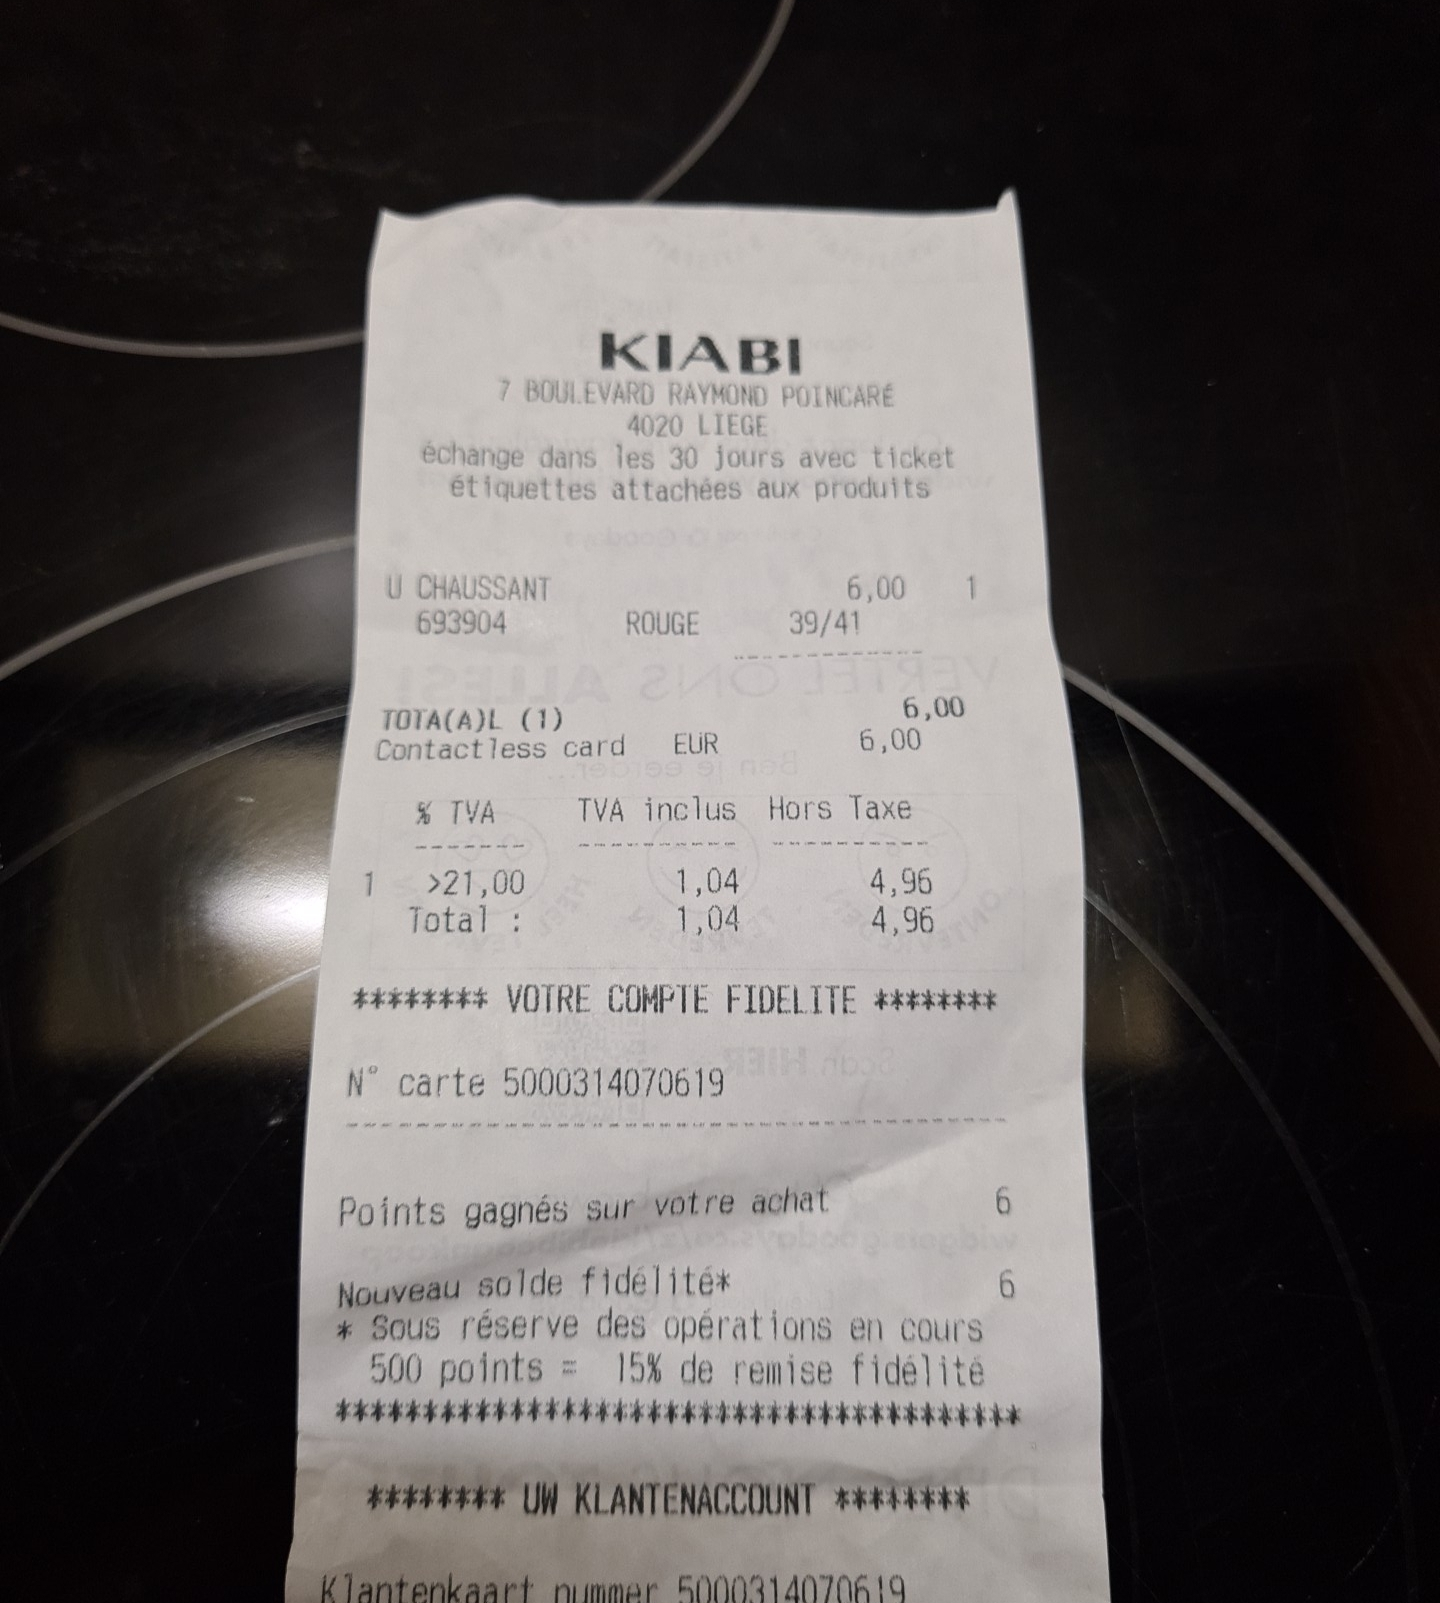 KIABI
7 BOULEVARD RAYMOND POINCARÉ
4020 LIEGE
échange dans les 30 jours avec ticket
étiquettes attachées aux produits
U CHAUSSANT 6,00 1
693904 ROUGE 39/41
------------
TOTA(A)L (1) 6,00
Contactless card EUR 6,00
% TVA TVA inclus Hors Taxe
------- ---------- ----------
1 >21,00 1,04 4,96
Total : 1,04 4,96
******** VOTRE COMPTE FIDELITE ********
N° carte 5000314070619
----------------------------------------
Points gagnés sur votre achat 6
Nouveau solde fidélité* 6
* Sous réserve des opérations en cours
500 points = 15% de remise fidélité
****************************************
******** UW KLANTENACCOUNT ********
Klantenkaart nummer 5000314070619